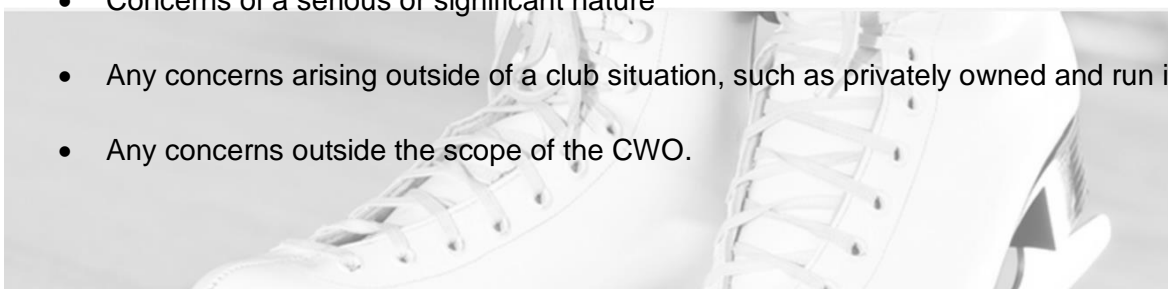 • Concerns of a serious or significant nature
• Any concerns arising outside of a club situation, such as privately owned and run i
• Any concerns outside the scope of the CWO.